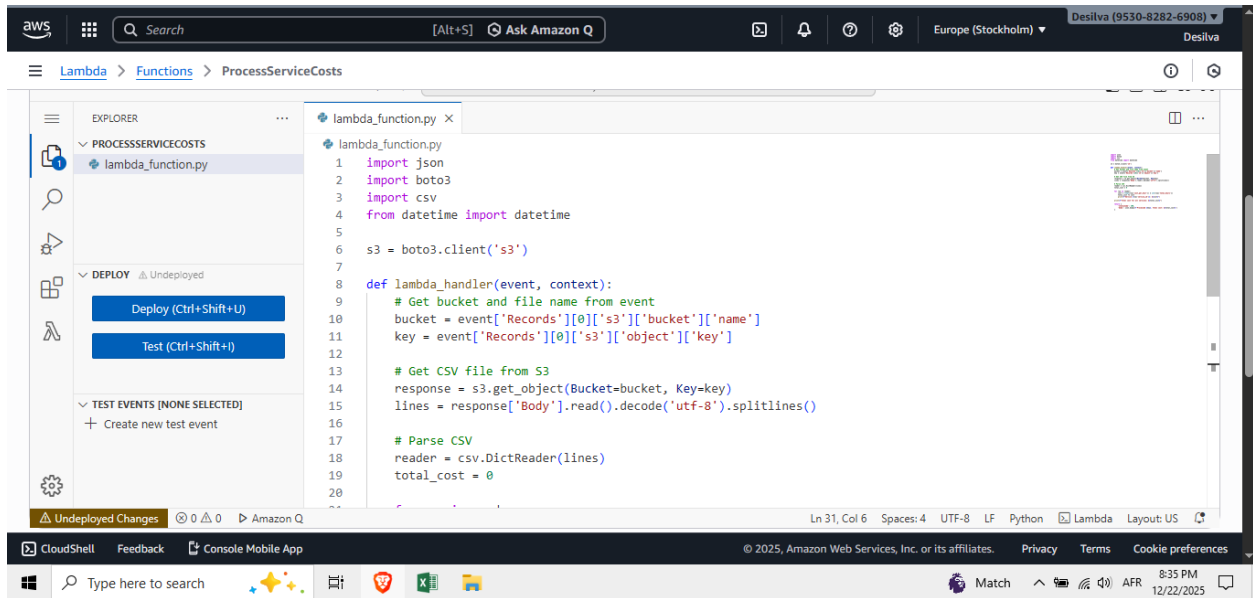 aws
Search [Alt+S] Ask Amazon Q
Europe (Stockholm) ▼
Desilva (9530-8282-6908) ▼
Desilva
Lambda > Functions > ProcessServiceCosts
EXPLORER ...
PROCESSSERVICECOSTS
lambda_function.py
1
DEPLOY Undeployed
Deploy (Ctrl+Shift+U)
Test (Ctrl+Shift+I)
TEST EVENTS [NONE SELECTED]
+ Create new test event
lambda_function.py ×
lambda_function.py
1 import json
2 import boto3
3 import csv
4 from datetime import datetime
5
6 s3 = boto3.client('s3')
7
8 def lambda_handler(event, context):
9 # Get bucket and file name from event
10 bucket = event['Records'][0]['s3']['bucket']['name']
11 key = event['Records'][0]['s3']['object']['key']
12
13 # Get CSV file from S3
14 response = s3.get_object(Bucket=bucket, Key=key)
15 lines = response['Body'].read().decode('utf-8').splitlines()
16
17 # Parse CSV
18 reader = csv.DictReader(lines)
19 total_cost = 0
20
Undeployed Changes 0 0 Amazon Q Ln 31, Col 6 Spaces: 4 UTF-8 LF Python Lambda Layout: US
CloudShell Feedback Console Mobile App © 2025, Amazon Web Services, Inc. or its affiliates. Privacy Terms Cookie preferences
Type here to search Match AFR 8:35 PM
12/22/2025